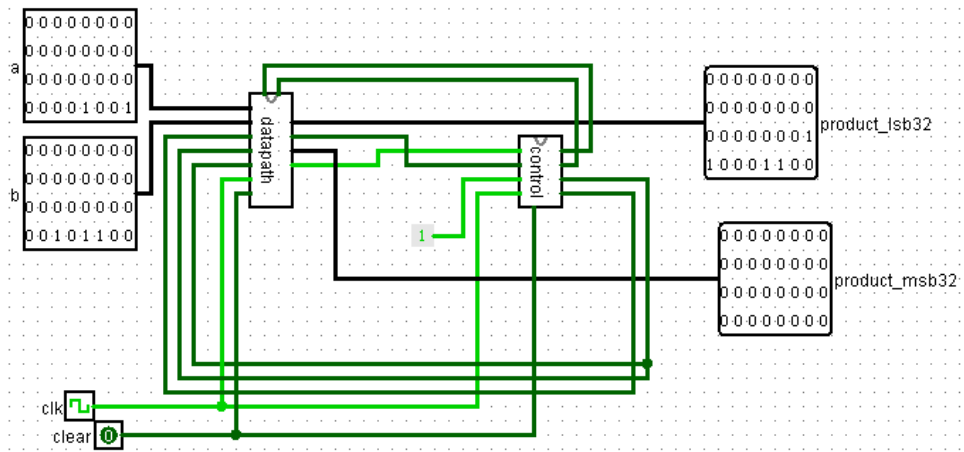 0 0 0 0 0 0 0 0
0 0 0 0 0 0 0 0
0 0 0 0 0 0 0 0
0 0 0 0 1 0 0 1
a
0 0 0 0 0 0 0 0
0 0 0 0 0 0 0 0
0 0 0 0 0 0 0 0
0 0 1 0 1 1 0 0
b
datapath
control
1
0 0 0 0 0 0 0 0
0 0 0 0 0 0 0 0
0 0 0 0 0 0 0 1
1 0 0 0 1 1 0 0
product_lsb32
0 0 0 0 0 0 0 0
0 0 0 0 0 0 0 0
0 0 0 0 0 0 0 0
0 0 0 0 0 0 0 0
product_msb32
clk
clear
0